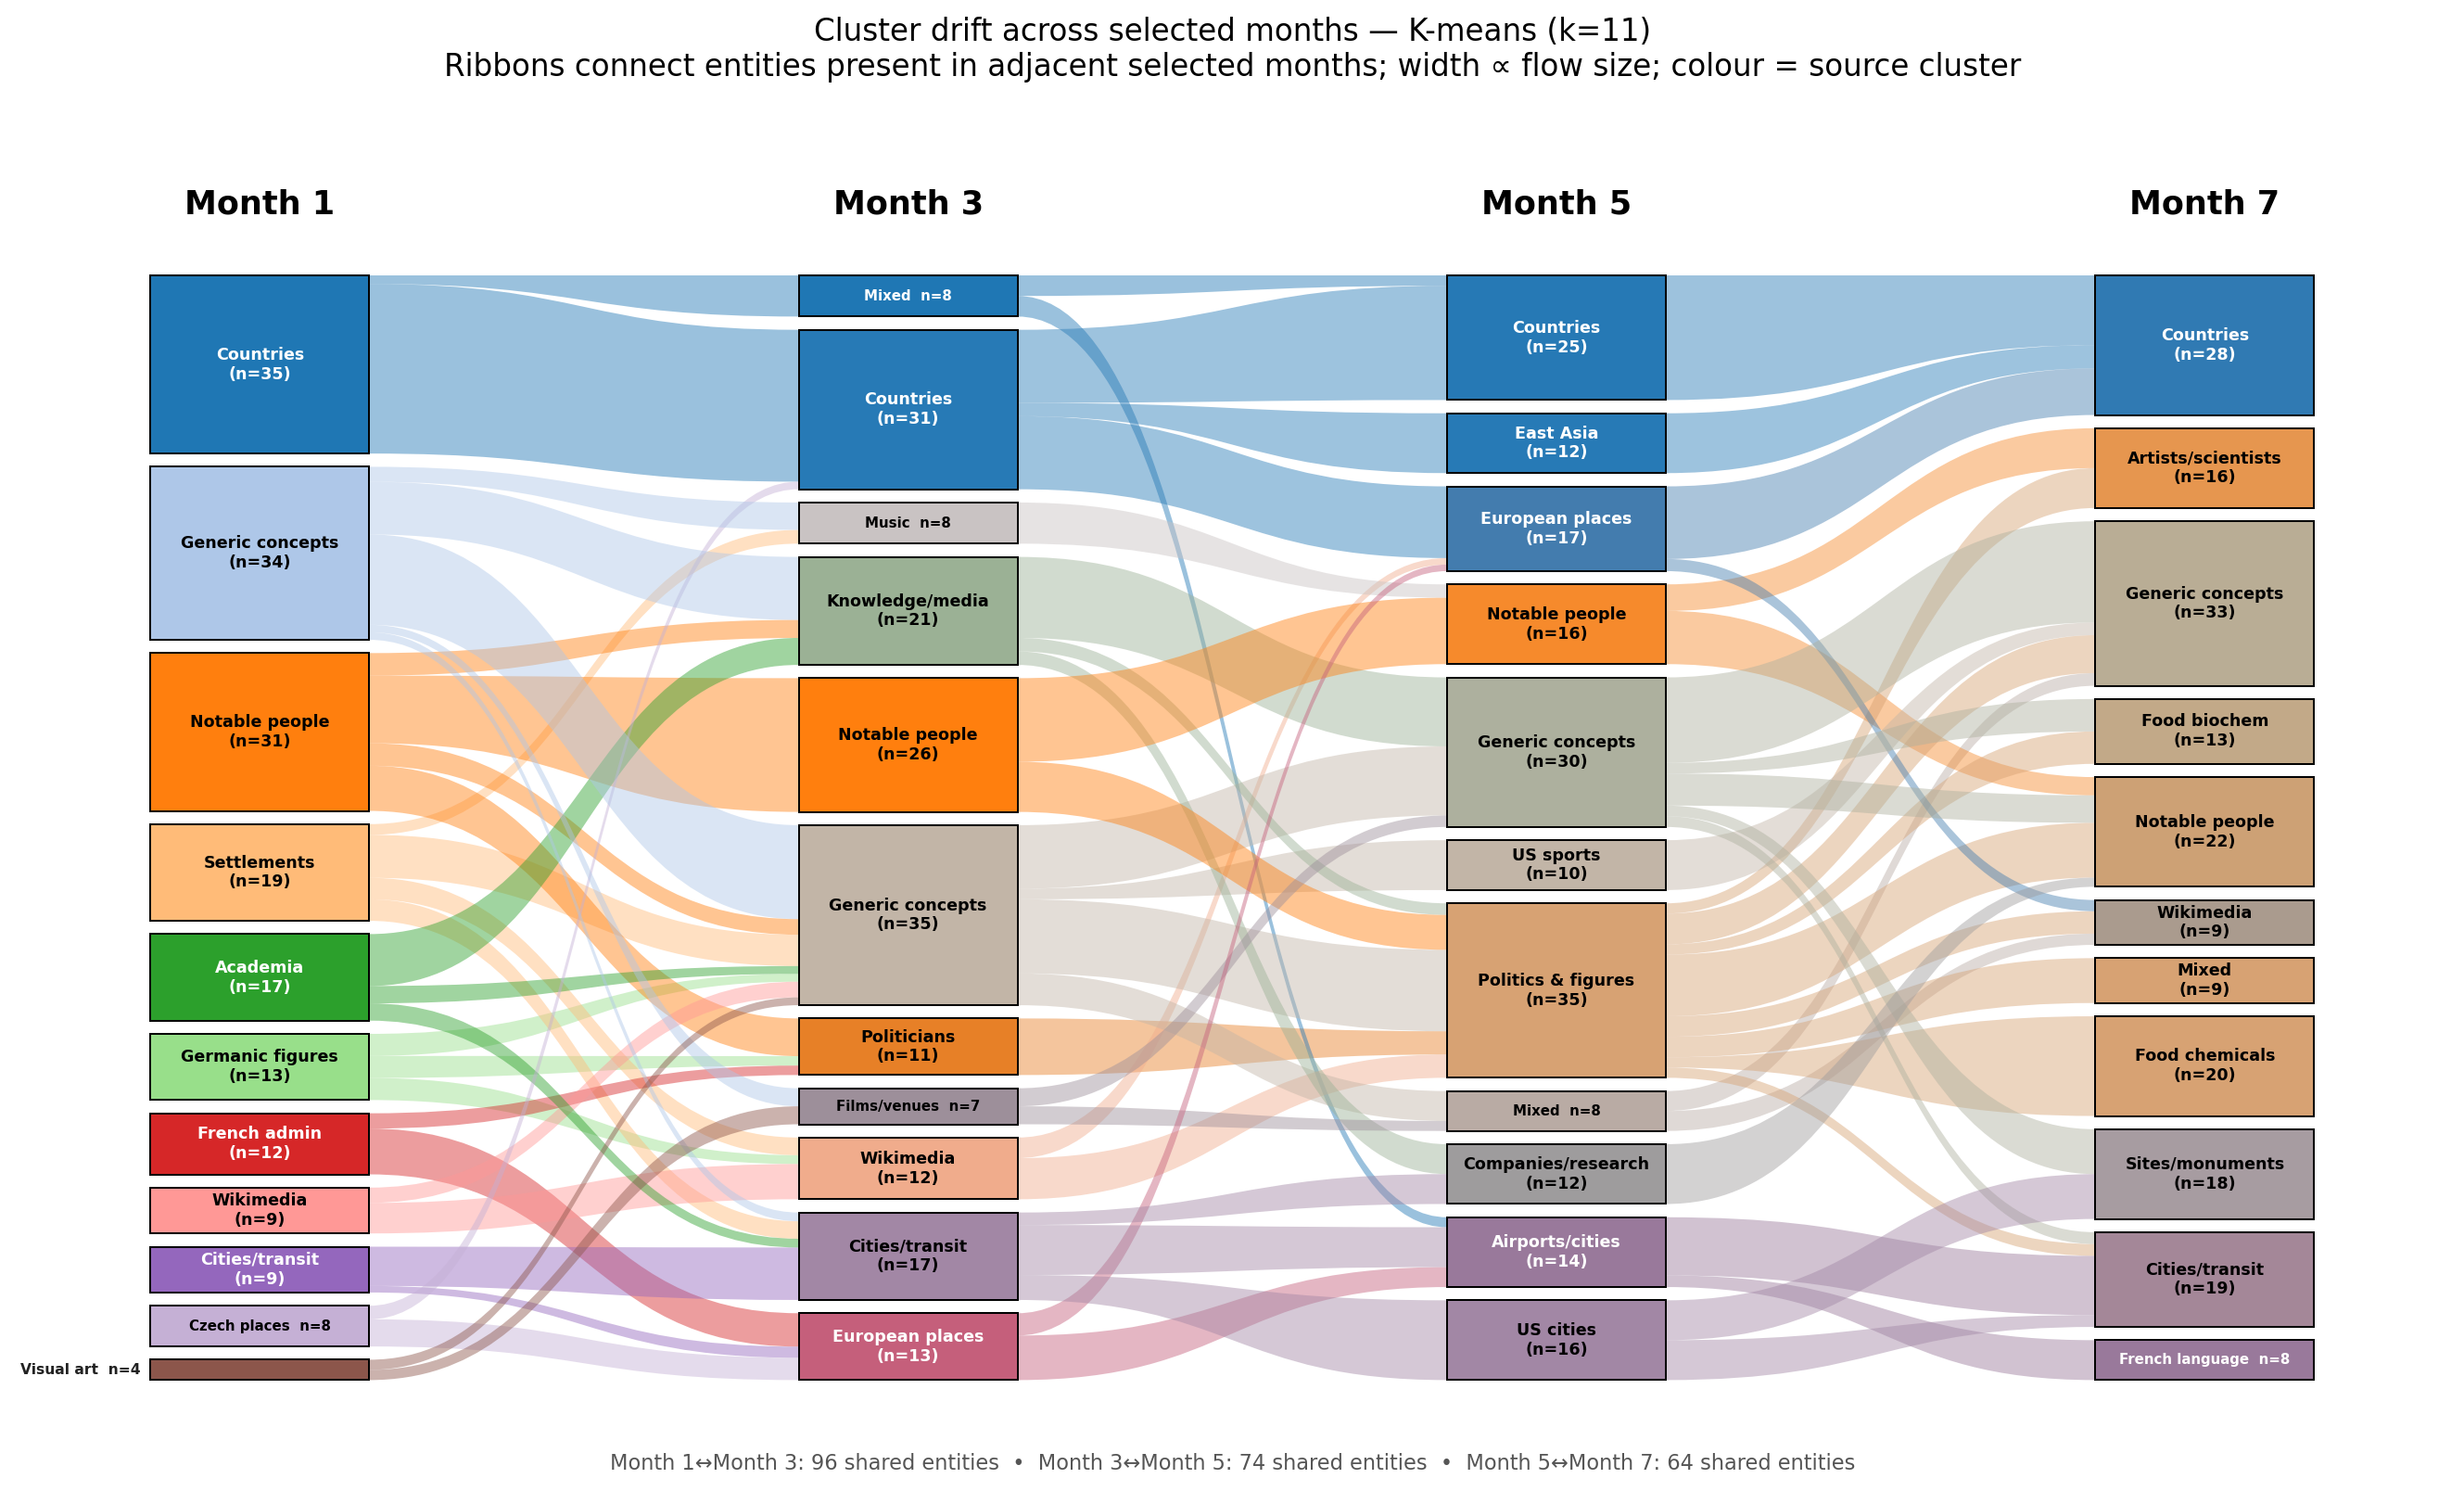 Cluster drift across selected months — K-means (k=11)
Ribbons connect entities present in adjacent selected months; width ∝ flow size; colour = source cluster
Month 1
Month 3
Month 5
Month 7
Countries
(n=35)
Generic concepts
(n=34)
Notable people
(n=31)
Settlements
(n=19)
Academia
(n=17)
Germanic figures
(n=13)
French admin
(n=12)
Wikimedia
(n=9)
Cities/transit
(n=9)
Czech places n=8
Visual art n=4
Mixed n=8
Countries
(n=31)
Music n=8
Knowledge/media
(n=21)
Notable people
(n=26)
Generic concepts
(n=35)
Politicians
(n=11)
Films/venues n=7
Wikimedia
(n=12)
Cities/transit
(n=17)
European places
(n=13)
Countries
(n=25)
East Asia
(n=12)
European places
(n=17)
Notable people
(n=16)
Generic concepts
(n=30)
US sports
(n=10)
Politics & figures
(n=35)
Mixed n=8
Companies/research
(n=12)
Airports/cities
(n=14)
US cities
(n=16)
Countries
(n=28)
Artists/scientists
(n=16)
Generic concepts
(n=33)
Food biochem
(n=13)
Notable people
(n=22)
Wikimedia
(n=9)
Mixed
(n=9)
Food chemicals
(n=20)
Sites/monuments
(n=18)
Cities/transit
(n=19)
French language n=8
Month 1↔Month 3: 96 shared entities • Month 3↔Month 5: 74 shared entities • Month 5↔Month 7: 64 shared entities